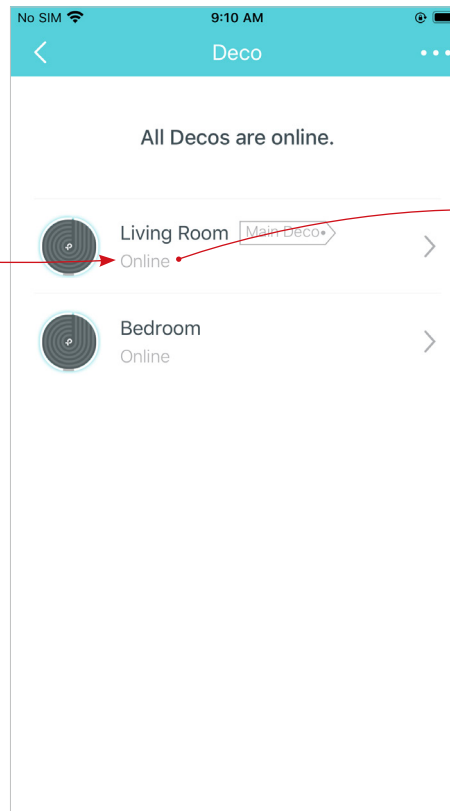 No SIM 9:10 AM
Deco
All Decos are online.
Living Room Main Deco
Online
Bedroom
Online